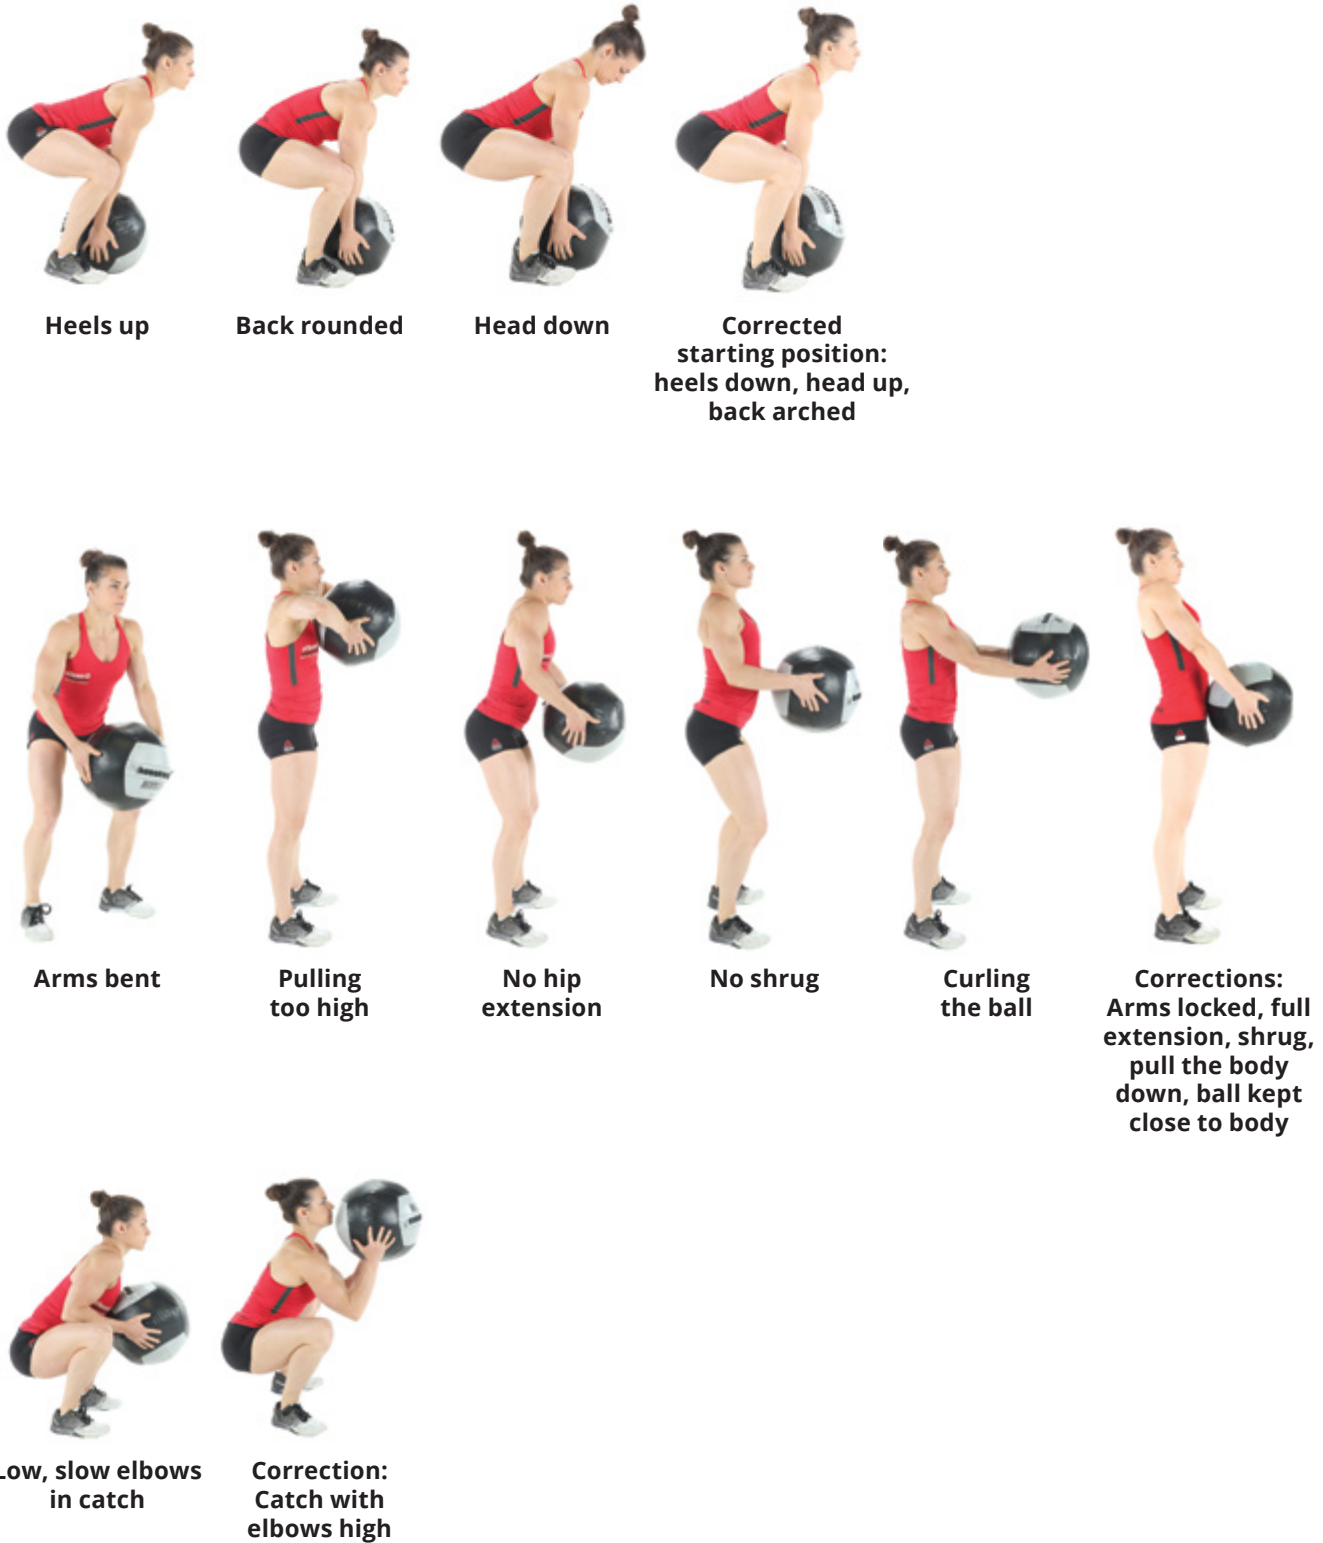 Heels up
Back rounded
Head down
Corrected
starting position:
heels down, head up,
back arched
Arms bent
Pulling
too high
No hip
extension
No shrug
Curling
the ball
Corrections:
Arms locked, full
extension, shrug,
pull the body
down, ball kept
close to body
Low, slow elbows
in catch
Correction:
Catch with
elbows high